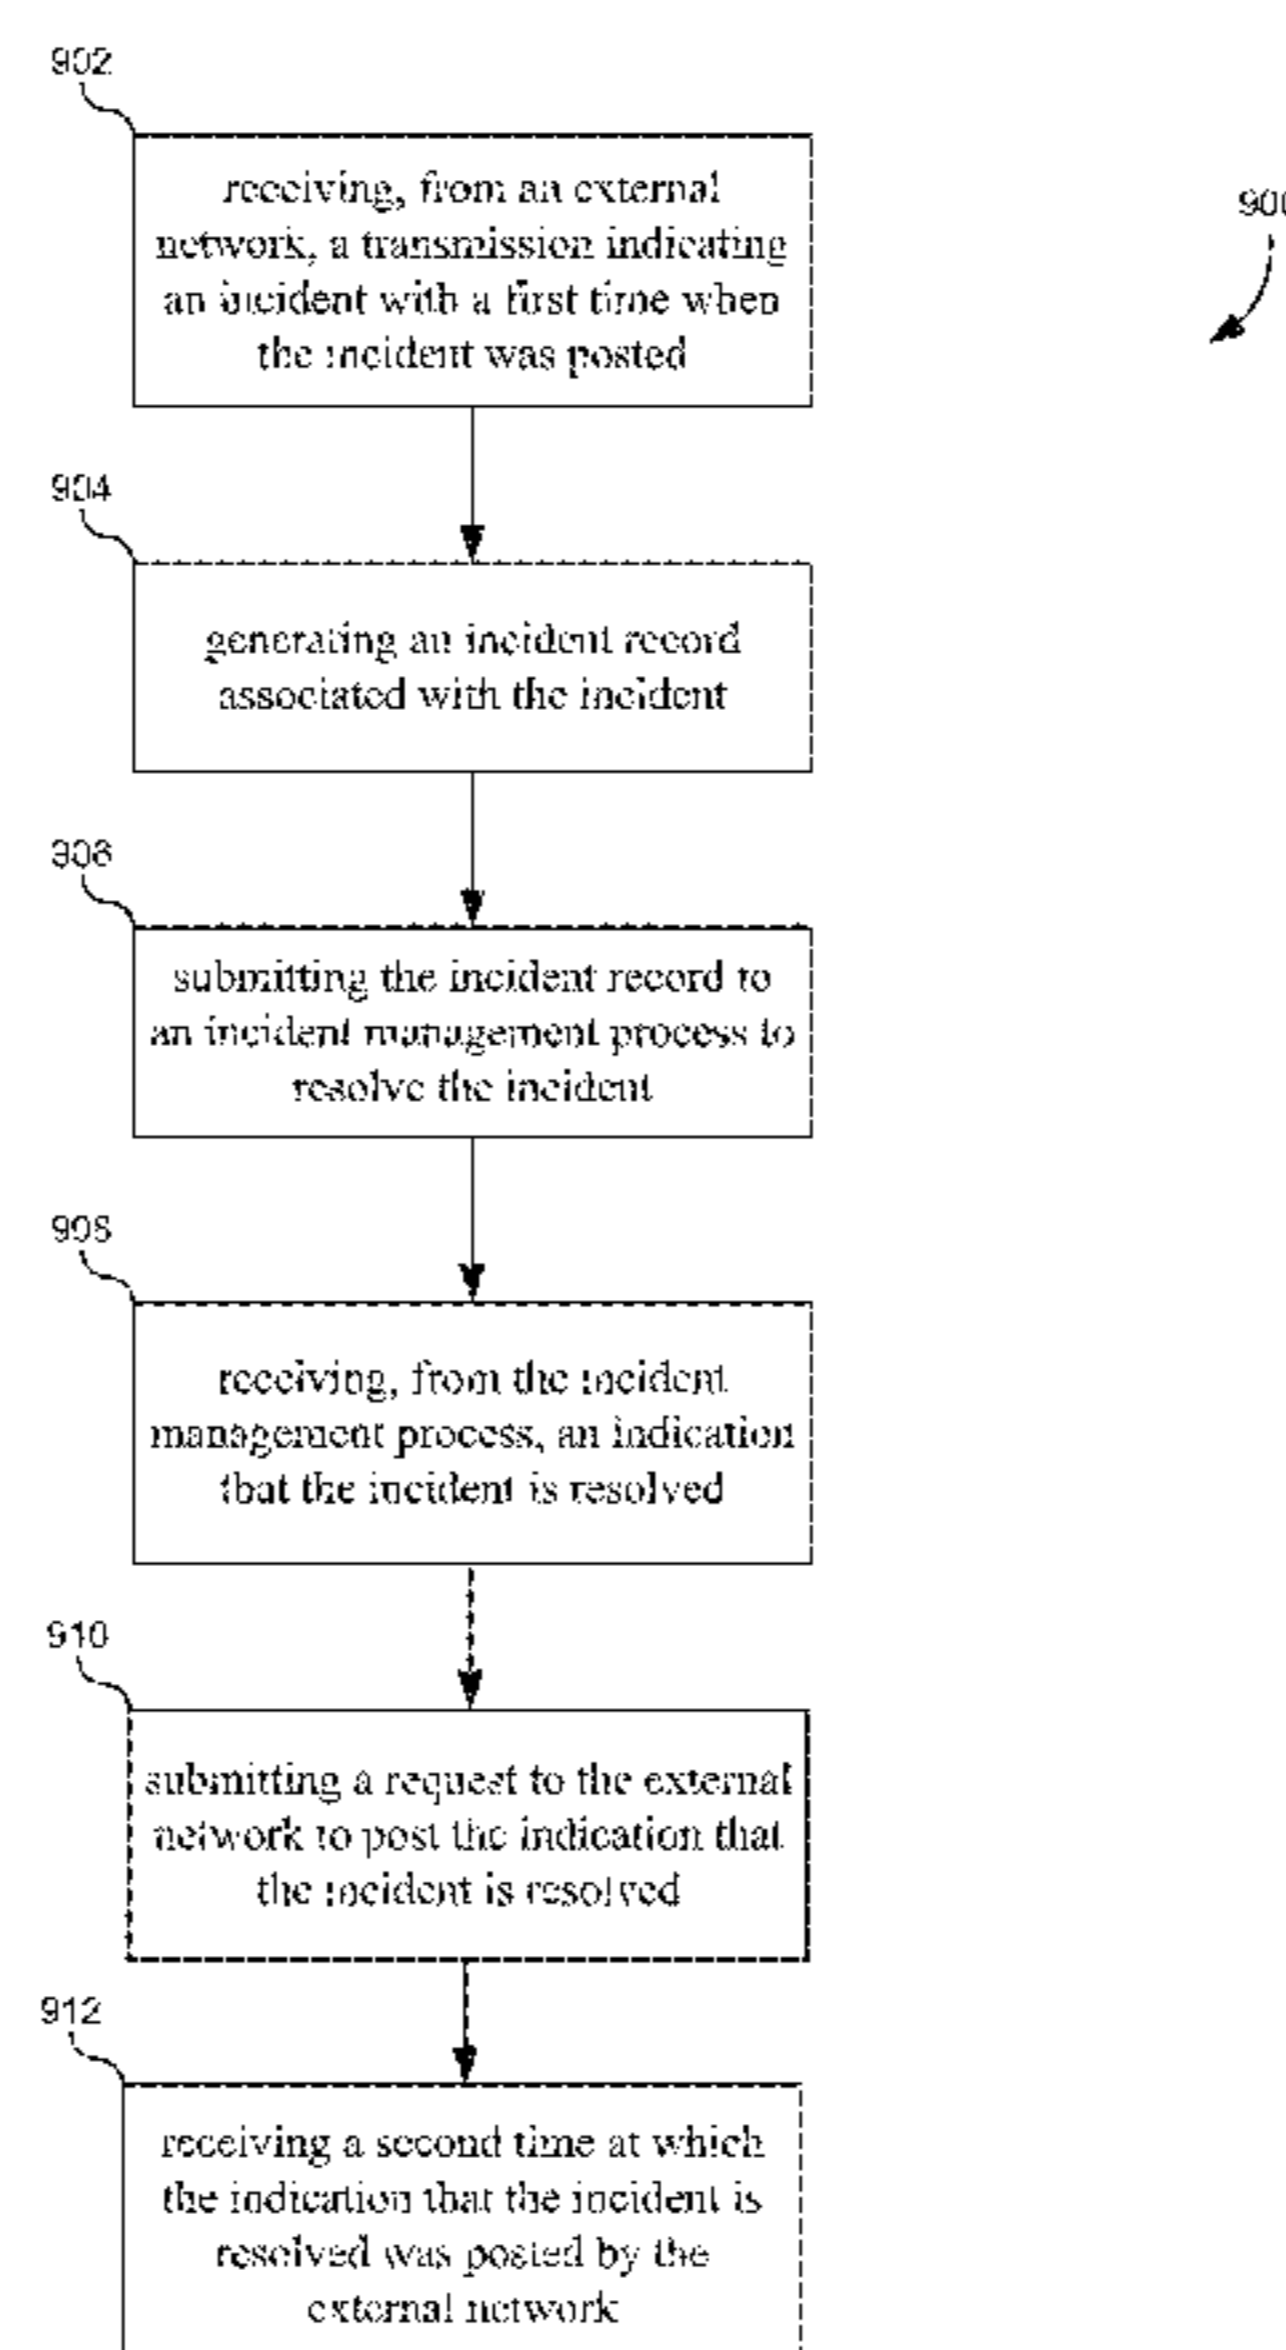 902
receiving, from an external
network, a transmission indicating
an incident with a first time when
the incident was posted
900
904
generating an incident record
associated with the incident
906
submitting the incident record to
an incident management process to
resolve the incident
908
receiving, from the incident
management process, an indication
that the incident is resolved
910
submitting a request to the external
network to post the indication that
the incident is resolved
912
receiving a second time at which
the indication that the incident is
resolved was posted by the
external network